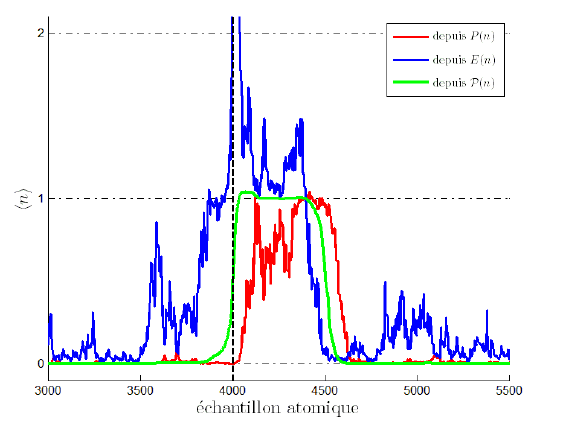 2
depuis P(n)
depuis E(n)
depuis 𝒫(n)
⟨n⟩
1
0
3000 3500 4000 4500 5000 5500
échantillon atomique